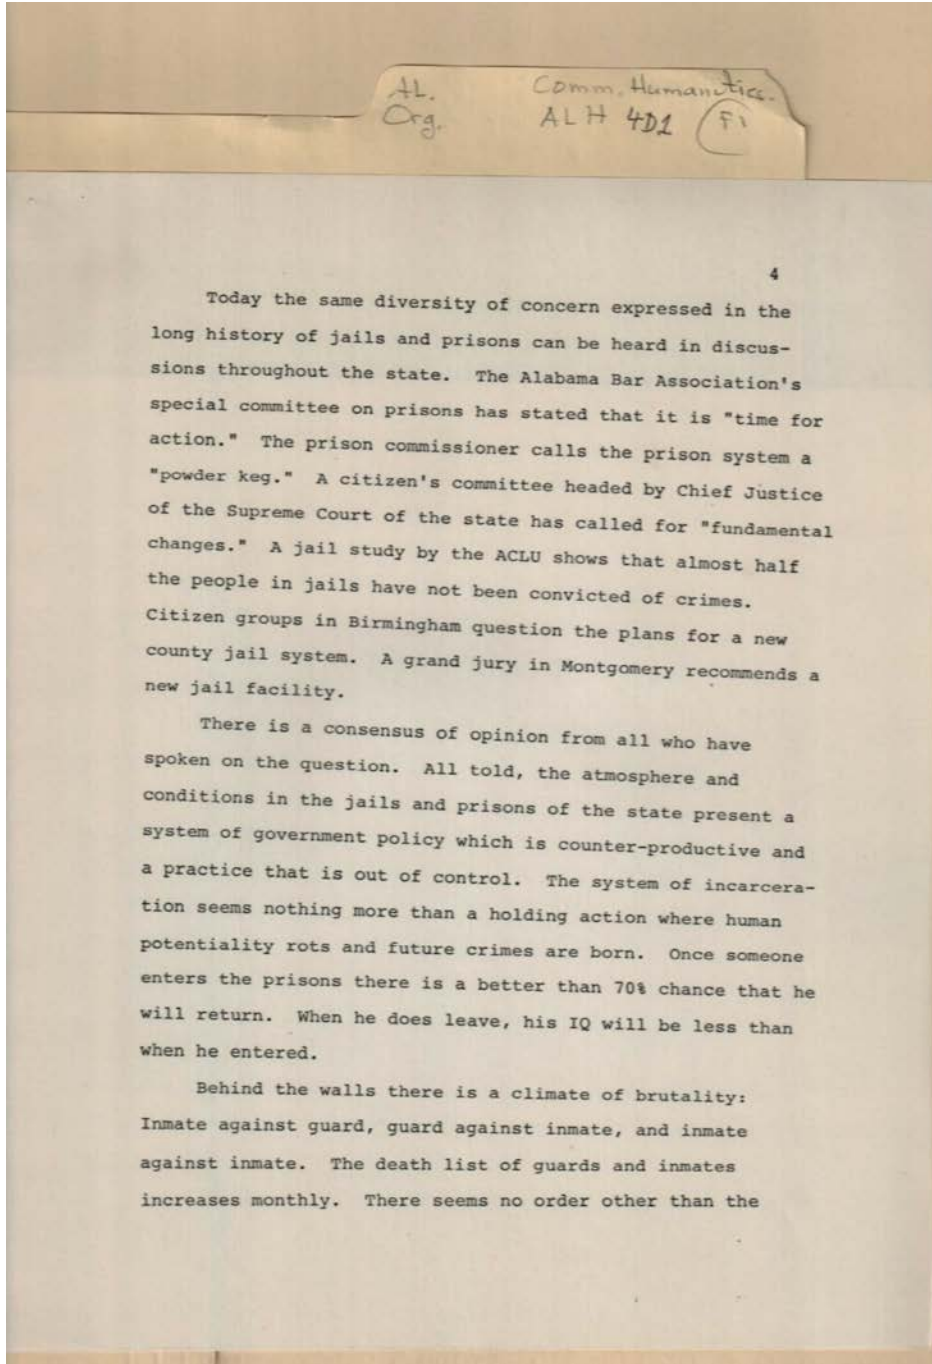 AL. Comm. Humanities.
Org. ALH 4D1 F1
4
Today the same diversity of concern expressed in the
long history of jails and prisons can be heard in discus-
sions throughout the state. The Alabama Bar Association's
special committee on prisons has stated that it is "time for
action." The prison commissioner calls the prison system a
"powder keg." A citizen's committee headed by Chief Justice
of the Supreme Court of the state has called for "fundamental
changes." A jail study by the ACLU shows that almost half
the people in jails have not been convicted of crimes.
Citizen groups in Birmingham question the plans for a new
county jail system. A grand jury in Montgomery recommends a
new jail facility.
There is a consensus of opinion from all who have
spoken on the question. All told, the atmosphere and
conditions in the jails and prisons of the state present a
system of government policy which is counter-productive and
a practice that is out of control. The system of incarcera-
tion seems nothing more than a holding action where human
potentiality rots and future crimes are born. Once someone
enters the prisons there is a better than 70% chance that he
will return. When he does leave, his IQ will be less than
when he entered.
Behind the walls there is a climate of brutality:
Inmate against guard, guard against inmate, and inmate
against inmate. The death list of guards and inmates
increases monthly. There seems no order other than the